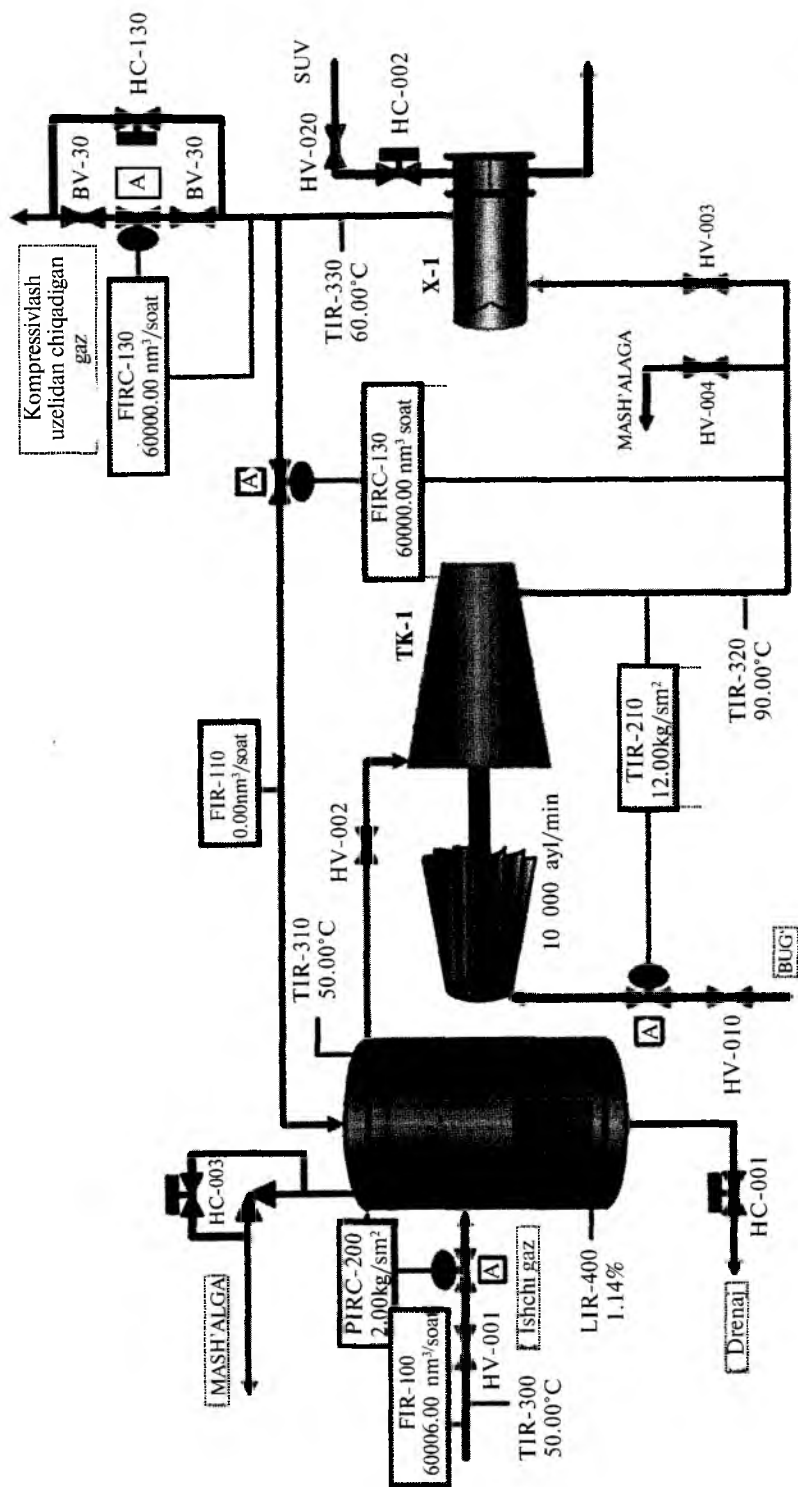 MASH'ALGA
HC-003
PIRC-200
2.00kg/sm²
FIR-100
60006.00 nm³/soat
HV-001
A
Ishchi gaz
TIR-300
50.00°C
LIR-400
1.14%
HC-001
Drenaj
TIR-310
50.00°C
FIR-110
0.00nm³/soat
HV-002
10 000 ayl/min
A
HV-010
BUG'
TK-1
TIR-210
12.00kg/sm²
TIR-320
90.00°C
A
FIRC-130
60000.00 nm³ soat
MASH'ALAGA
HV-004
HV-003
X-1
TIR-330
60.00°C
HV-020
SUV
HC-002
Kompressivlash
uzelidan chiqadigan
gaz
FIRC-130
60000.00 nm³/soat
BV-30
A
BV-30
HC-130